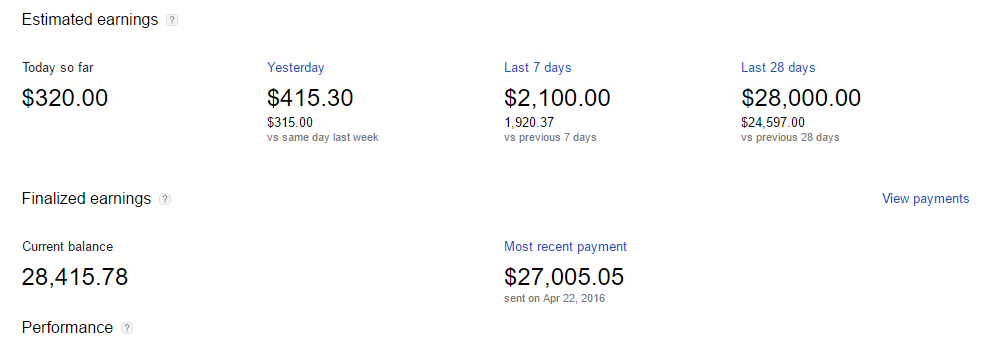 Estimated earnings ?
Today so far Yesterday Last 7 days Last 28 days
$320.00 $415.30 $2,100.00 $28,000.00
$315.00 1,920.37 $24,597.00
vs same day last week vs previous 7 days vs previous 28 days
Finalized earnings ? View payments
Current balance Most recent payment
28,415.78 $27,005.05
sent on Apr 22, 2016
Performance ?